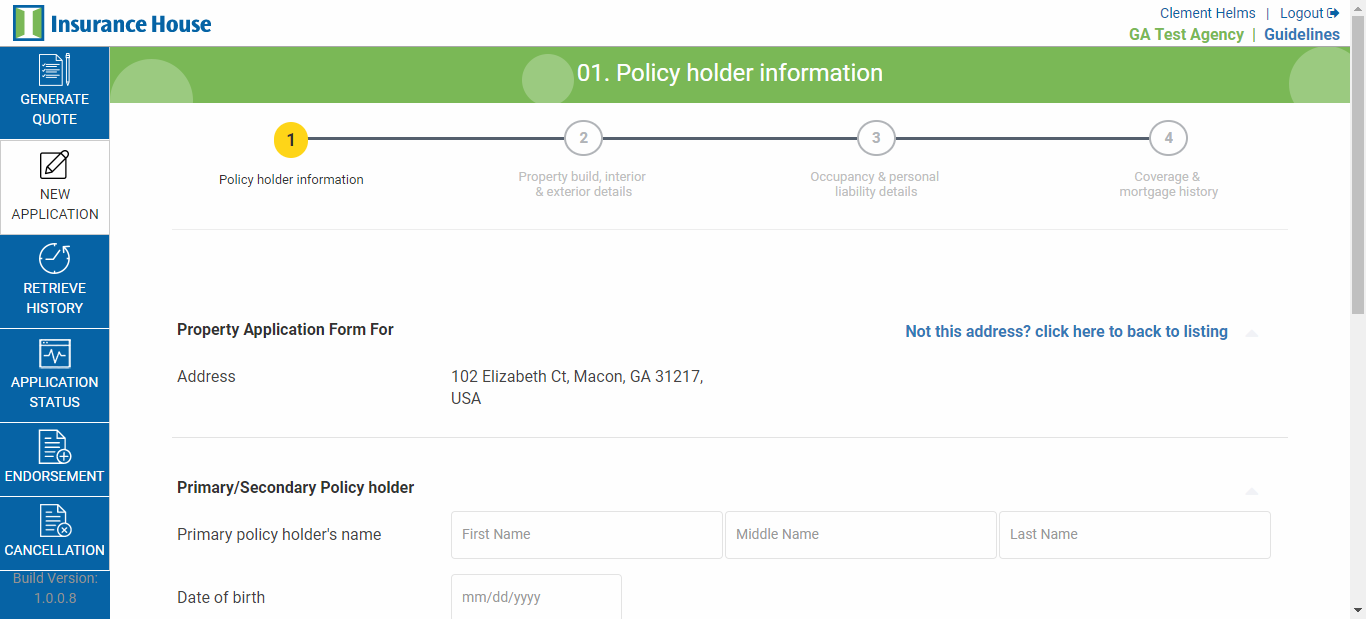 Insurance House
Clement Helms | Logout
GA Test Agency | Guidelines
GENERATE
QUOTE
NEW
APPLICATION
RETRIEVE
HISTORY
APPLICATION
STATUS
ENDORSEMENT
CANCELLATION
Build Version:
1.0.0.8
01. Policy holder information
1
2
3
4
Policy holder information
Property build, interior
& exterior details
Occupancy & personal
liability details
Coverage &
mortgage history
Property Application Form For
Not this address? click here to back to listing
Address
102 Elizabeth Ct, Macon, GA 31217,
USA
Primary/Secondary Policy holder
Primary policy holder's name
First Name
Middle Name
Last Name
Date of birth
mm/dd/yyyy